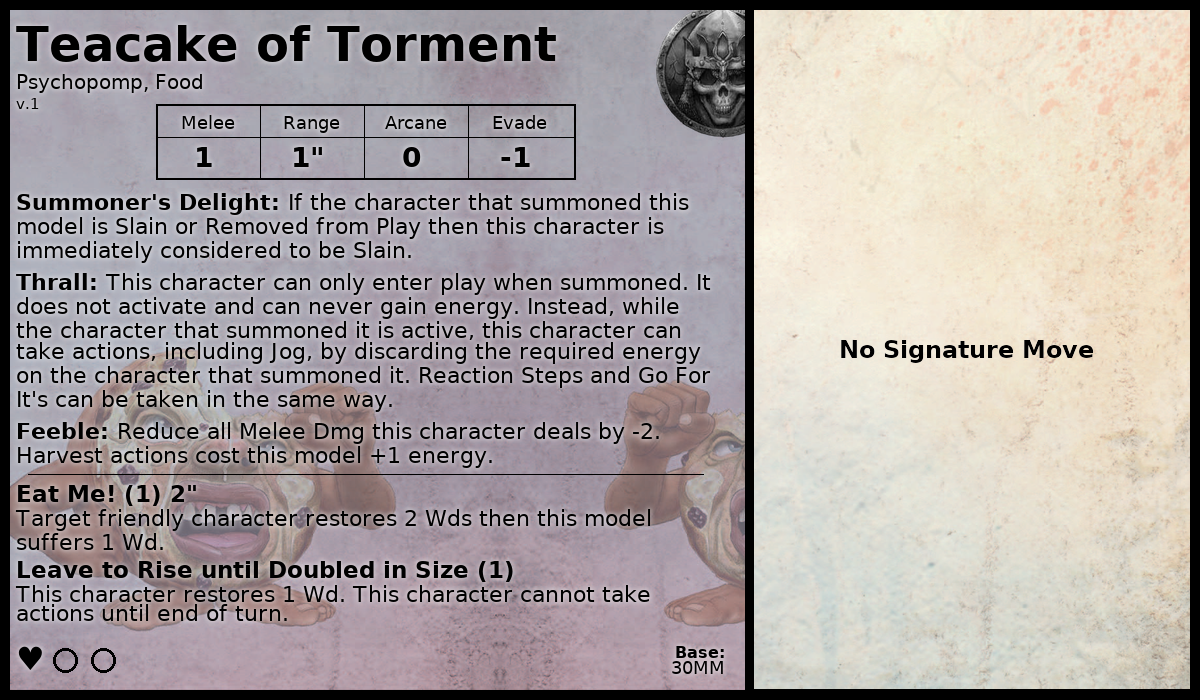 Teacake of Torment
Psychopomp, Food
v.1
Melee Range Arcane Evade
1 1" 0 -1
Summoner's Delight: If the character that summoned this
model is Slain or Removed from Play then this character is
immediately considered to be Slain.
Thrall: This character can only enter play when summoned. It
does not activate and can never gain energy. Instead, while
the character that summoned it is active, this character can
take actions, including Jog, by discarding the required energy
on the character that summoned it. Reaction Steps and Go For
It's can be taken in the same way.
Feeble: Reduce all Melee Dmg this character deals by -2.
Harvest actions cost this model +1 energy.
Eat Me! (1) 2"
Target friendly character restores 2 Wds then this model
suffers 1 Wd.
Leave to Rise until Doubled in Size (1)
This character restores 1 Wd. This character cannot take
actions until end of turn.
Base:
30MM
No Signature Move